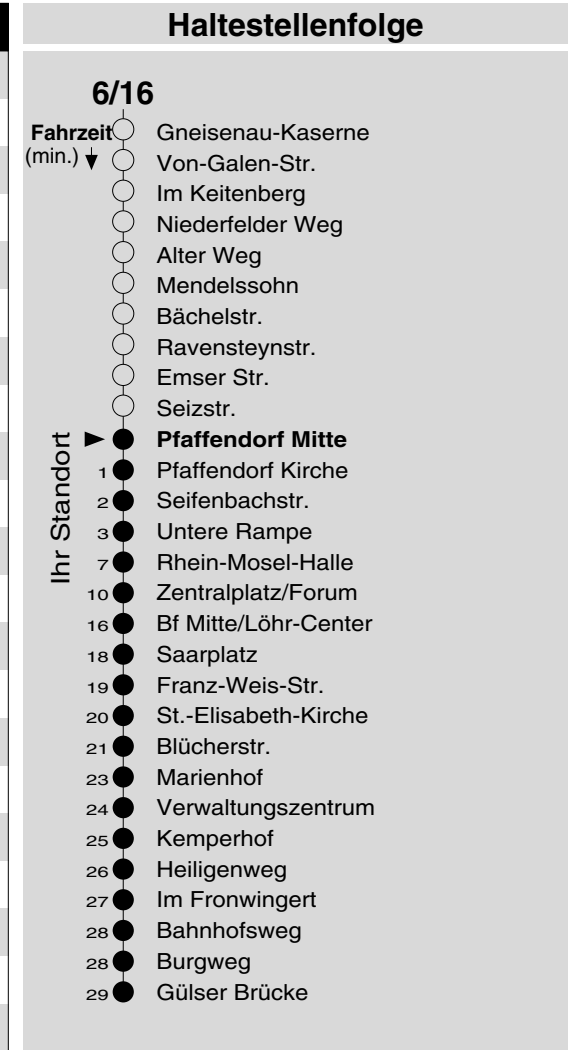 Haltestellenfolge
6/16
Fahrzeit
(min.)
Gneisenau-Kaserne
Von-Galen-Str.
Im Keitenberg
Niederfelder Weg
Alter Weg
Mendelssohn
Bächelstr.
Ravensteynstr.
Emser Str.
Seizstr.
Ihr Standort
Pfaffendorf Mitte
1 Pfaffendorf Kirche
2 Seifenbachstr.
3 Untere Rampe
7 Rhein-Mosel-Halle
10 Zentralplatz/Forum
16 Bf Mitte/Löhr-Center
18 Saarplatz
19 Franz-Weis-Str.
20 St.-Elisabeth-Kirche
21 Blücherstr.
23 Marienhof
24 Verwaltungszentrum
25 Kemperhof
26 Heiligenweg
27 Im Fronwingert
28 Bahnhofsweg
28 Burgweg
29 Gülser Brücke